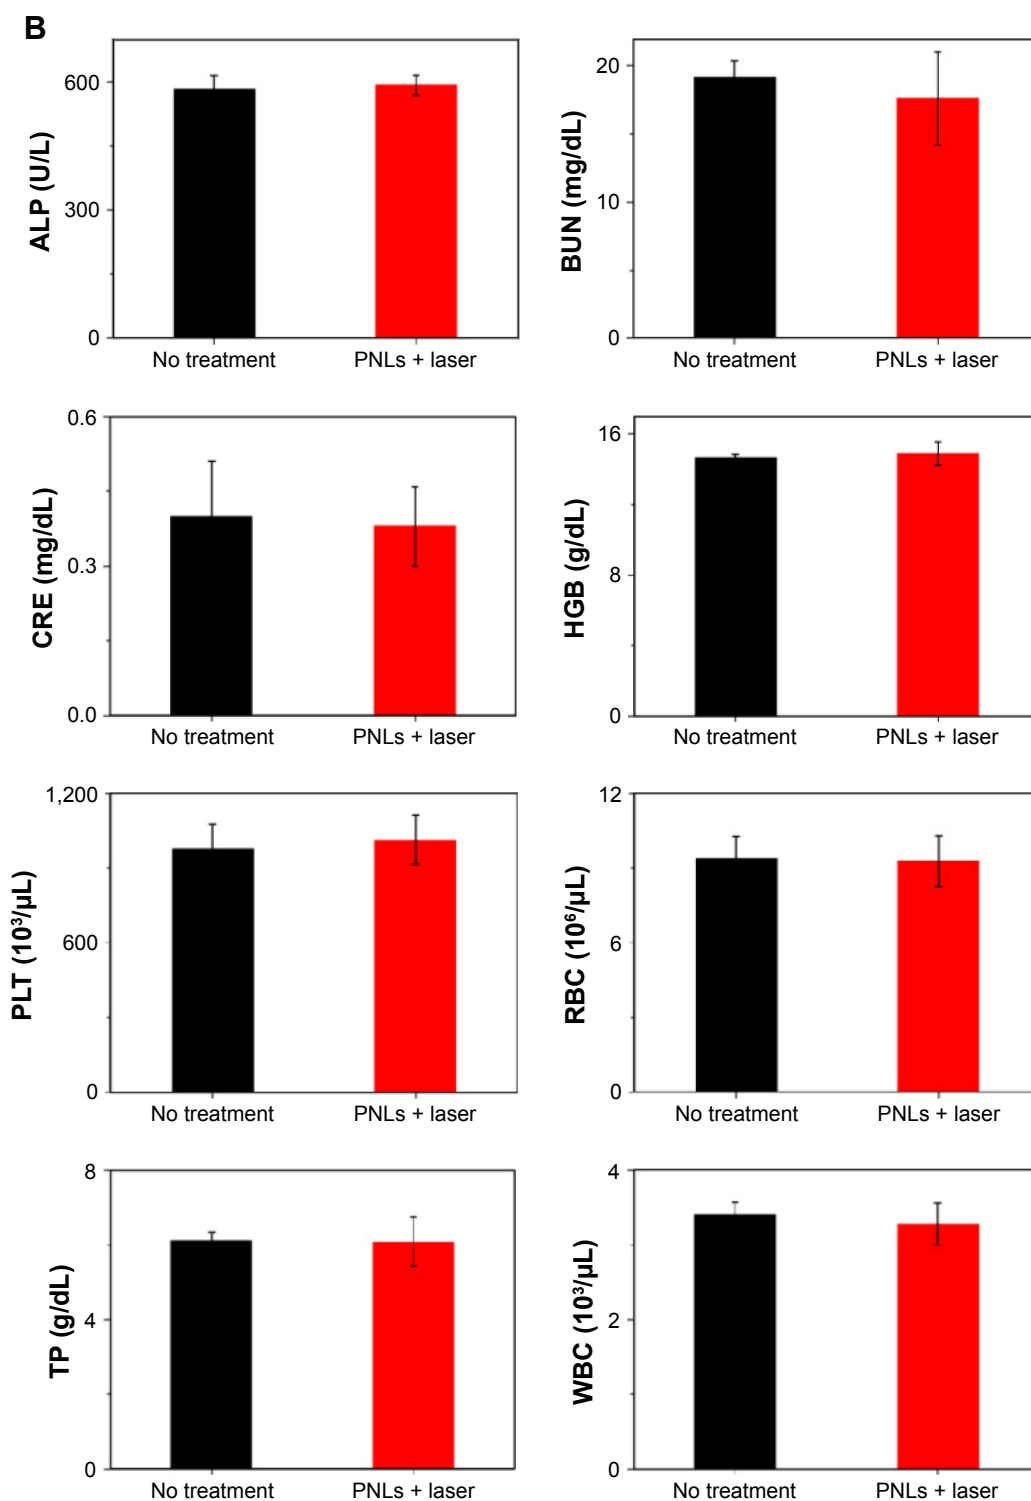 B
ALP (U/L)
600
300
0
No treatment
PNLs + laser
BUN (mg/dL)
20
10
0
No treatment
PNLs + laser
CRE (mg/dL)
0.6
0.3
0.0
No treatment
PNLs + laser
HGB (g/dL)
16
8
0
No treatment
PNLs + laser
PLT (10³/µL)
1,200
600
0
No treatment
PNLs + laser
RBC (10⁶/µL)
12
6
0
No treatment
PNLs + laser
TP (g/dL)
8
4
0
No treatment
PNLs + laser
WBC (10³/µL)
4
2
0
No treatment
PNLs + laser